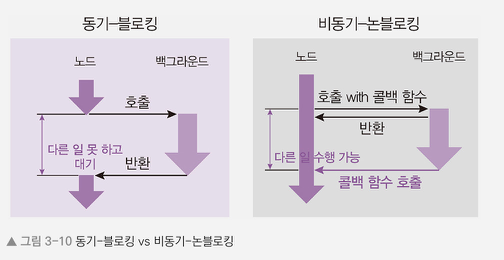 동기-블로킹
노드
백그라운드
호출
다른 일 못 하고
대기
반환
비동기-논블로킹
노드
백그라운드
호출 with 콜백 함수
반환
다른 일 수행 가능
콜백 함수 호출
▲ 그림 3-10 동기-블로킹 vs 비동기-논블로킹